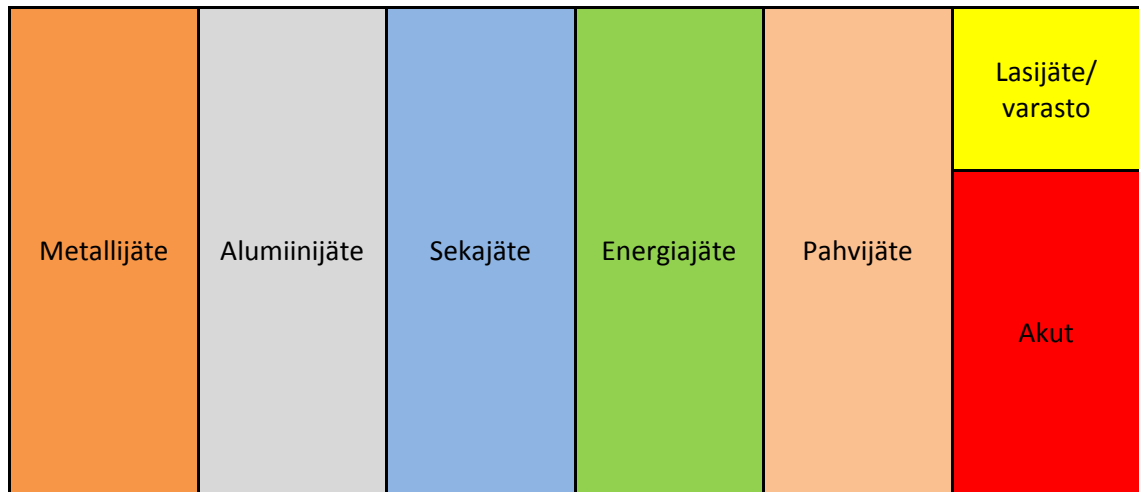 Metallijäte
Alumiinijäte
Sekajäte
Energiajäte
Pahvijäte
Lasijäte/
varasto
Akut